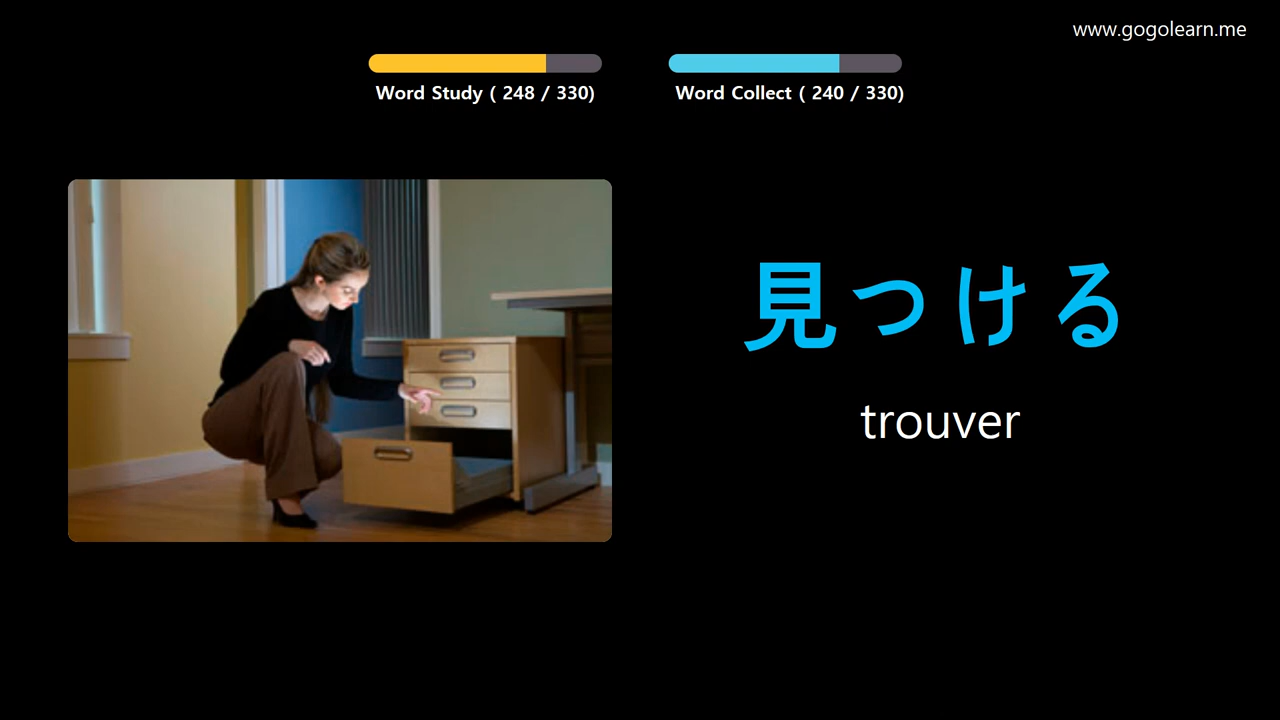 www.gogolearn.me
Word Study ( 248 / 330)
Word Collect ( 240 / 330)
見つける
trouver